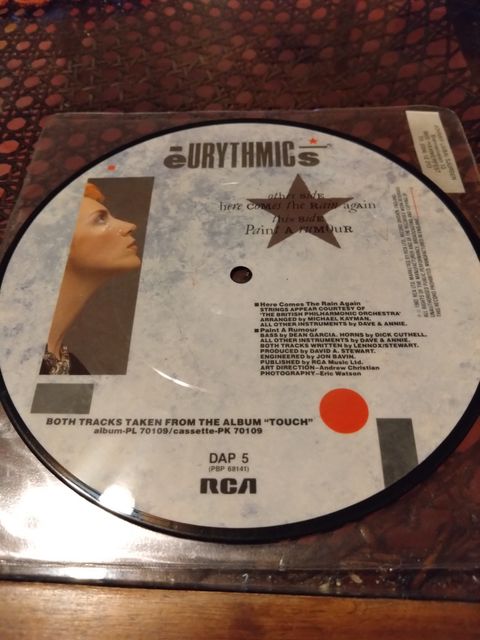 EURYTHMICS
other side
here comes the Rain again
this side
Paint A RUMOUR
Here Comes The Rain Again
STRINGS APPEAR COURTESY OF
'THE BRITISH PHILHARMONIC ORCHESTRA'
ARRANGED by MICHAEL KAYMAN,
ALL OTHER INSTRUMENTS by DAVE & ANNIE.
Paint A Rumour
BASS by DEAN GARCIA. HORNS by DICK CUTHELL.
ALL OTHER INSTRUMENTS by DAVE & ANNIE.
BOTH TRACKS WRITTEN by LENNOX/STEWART.
PRODUCED by DAVID A. STEWART.
ENGINEERED by JON BAVIN.
PUBLISHED by RCA Music Ltd.
ART DIRECTION–Andrew Christian
PHOTOGRAPHY–Eric Watson
BOTH TRACKS TAKEN FROM THE ALBUM "TOUCH"
album-PL 70109/cassette-PK 70109
DAP 5
(PBP 68141)
RCA